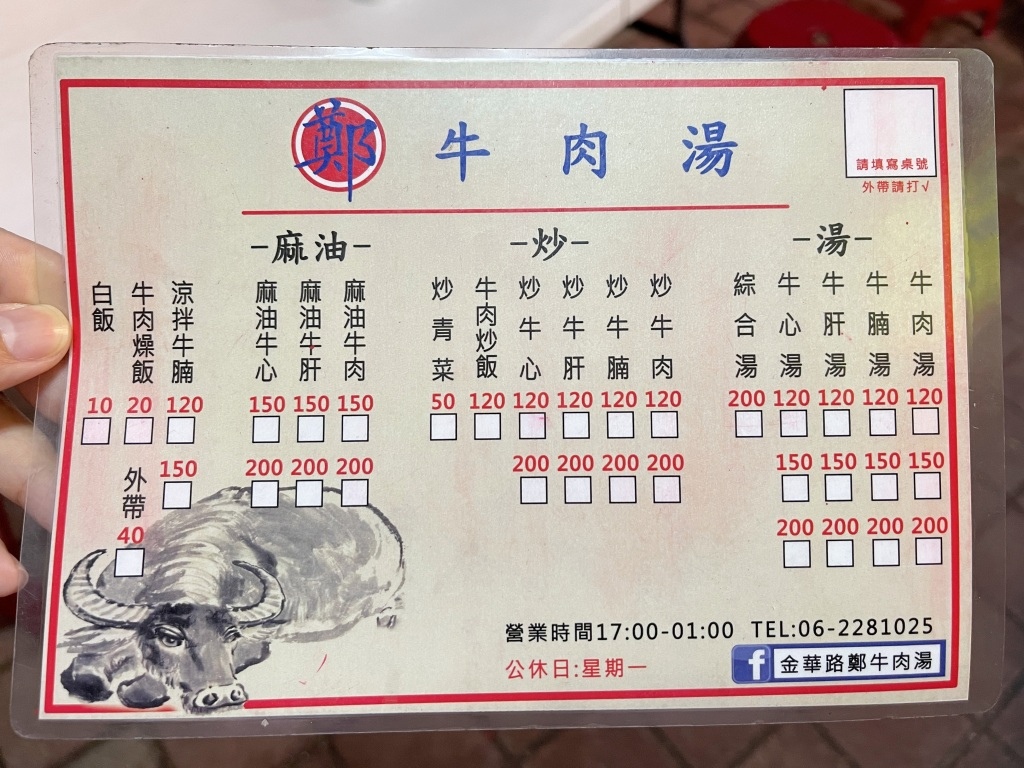 鄭牛肉湯
請填寫桌號
外帶請打√
-湯-
牛肉湯 120 150 200
牛腩湯 120 150 200
牛肝湯 120 150 200
牛心湯 120 150 200
綜合湯 200
-炒-
炒牛肉 120 200
炒牛腩 120 200
炒牛肝 120 200
炒牛心 120 200
牛肉炒飯 120
炒青菜 50
-麻油-
麻油牛肉 150 200
麻油牛肝 150 200
麻油牛心 150 200
涼拌牛腩 120 150
牛肉燥飯 20
外帶 40
白飯 10
營業時間17:00-01:00 TEL:06-2281025
公休日:星期一
f 金華路鄭牛肉湯